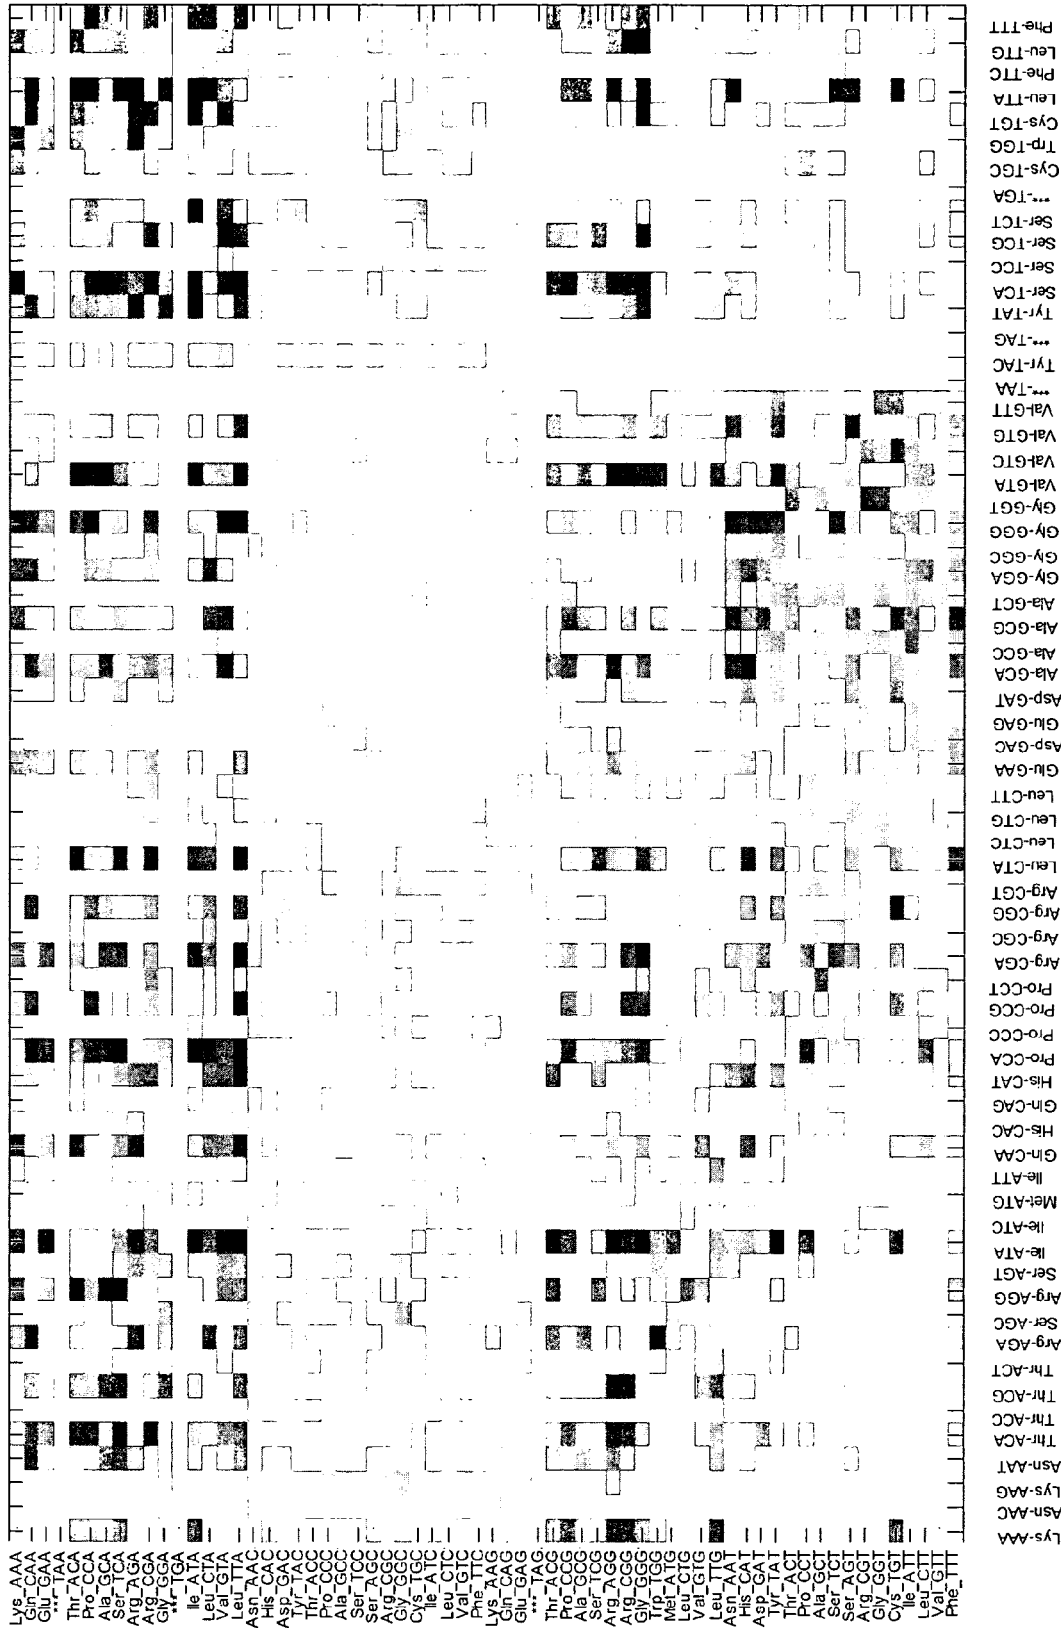 Lys_AAA
Gln_CAA
Glu_GAA
***_TAA
Thr_ACA
Pro_CCA
Ala_GCA
Ser_TCA
Arg_AGA
Arg_CGA
Gly_GGA
***_TGA
Ile_ATA
Leu_CTA
Val_GTA
Leu_TTA
Asn_AAC
His_CAC
Asp_GAC
Tyr_TAC
Thr_ACC
Pro_CCC
Ala_GCC
Ser_TCC
Ser_AGC
Arg_CGC
Gly_GGC
Cys_TGC
Ile_ATC
Leu_CTC
Val_GTC
Phe_TTC
Lys_AAG
Gln_CAG
Glu_GAG
***_TAG
Thr_ACG
Pro_CCG
Ala_GCG
Ser_TCG
Arg_AGG
Arg_CGG
Gly_GGG
Trp_TGG
Met_ATG
Leu_CTG
Val_GTG
Leu_TTG
Asn_AAT
His_CAT
Asp_GAT
Tyr_TAT
Thr_ACT
Pro_CCT
Ala_GCT
Ser_TCT
Ser_AGT
Arg_CGT
Gly_GGT
Cys_TGT
Ile_ATT
Leu_CTT
Val_GTT
Phe_TTT
Phe-TTT
Leu-TTG
Phe-TTC
Leu-TTA
Cys-TGT
Trp-TGG
Cys-TGC
***-TGA
Ser-TCT
Ser-TCG
Ser-TCC
Ser-TCA
Tyr-TAT
***-TAG
Tyr-TAC
***-TAA
Val-GTT
Val-GTG
Val-GTC
Val-GTA
Gly-GGT
Gly-GGG
Gly-GGC
Gly-GGA
Ala-GCT
Ala-GCG
Ala-GCC
Ala-GCA
Asp-GAT
Glu-GAG
Asp-GAC
Glu-GAA
Leu-CTT
Leu-CTG
Leu-CTC
Leu-CTA
Arg-CGT
Arg-CGG
Arg-CGC
Arg-CGA
Pro-CCT
Pro-CCG
Pro-CCC
Pro-CCA
His-CAT
Gln-CAG
His-CAC
Gln-CAA
Ile-ATT
Met-ATG
Ile-ATC
Ile-ATA
Ser-AGT
Arg-AGG
Ser-AGC
Arg-AGA
Thr-ACT
Thr-ACG
Thr-ACC
Thr-ACA
Asn-AAT
Lys-AAG
Asn-AAC
Lys-AAA